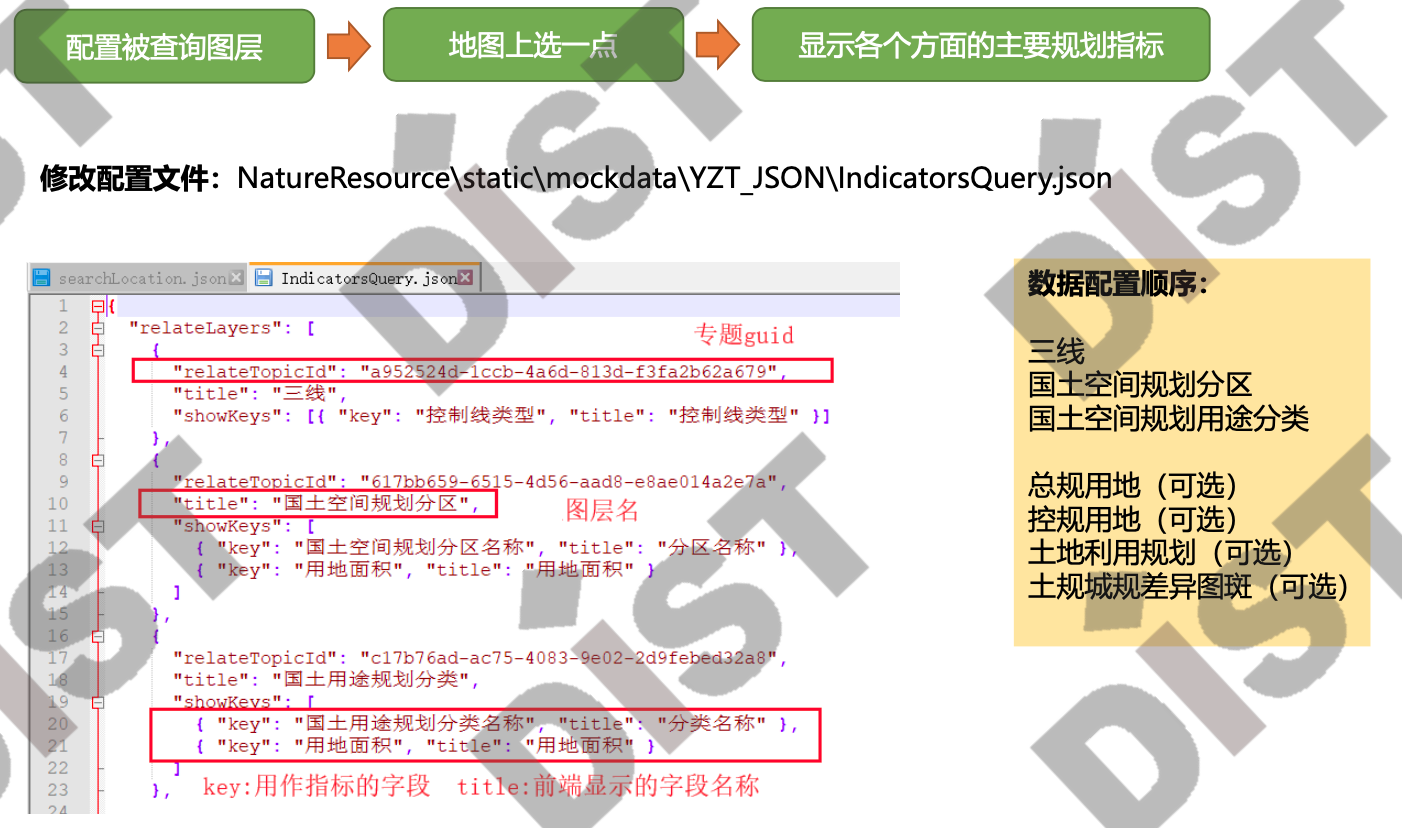 配置被查询图层
地图上选一点
显示各个方面的主要规划指标
修改配置文件：NatureResource\static\mockdata\YZT_JSON\IndicatorsQuery.json
searchLocation.json
IndicatorsQuery.json
1 {
2 "relateLayers": [
专题guid
3 {
4 "relateTopicId": "a952524d-1ccb-4a6d-813d-f3fa2b62a679",
5 "title": "三线",
6 "showKeys": [{ "key": "控制线类型", "title": "控制线类型" }]
7 },
8 {
9 "relateTopicId": "617bb659-6515-4d56-aad8-e8ae014a2e7a",
10 "title": "国土空间规划分区",
图层名
11 "showKeys": [
12 { "key": "国土空间规划分区名称", "title": "分区名称" },
13 { "key": "用地面积", "title": "用地面积" }
14 ]
15 },
16 {
17 "relateTopicId": "c17b76ad-ac75-4083-9e02-2d9febed32a8",
18 "title": "国土用途规划分类",
19 "showKeys": [
20 { "key": "国土用途规划分类名称", "title": "分类名称" },
21 { "key": "用地面积", "title": "用地面积" }
22 ]
key:用作指标的字段 title:前端显示的字段名称
23 },
24
数据配置顺序：
三线
国土空间规划分区
国土空间规划用途分类
总规用地（可选）
控规用地（可选）
土地利用规划（可选）
土规城规差异图斑（可选）
DIST